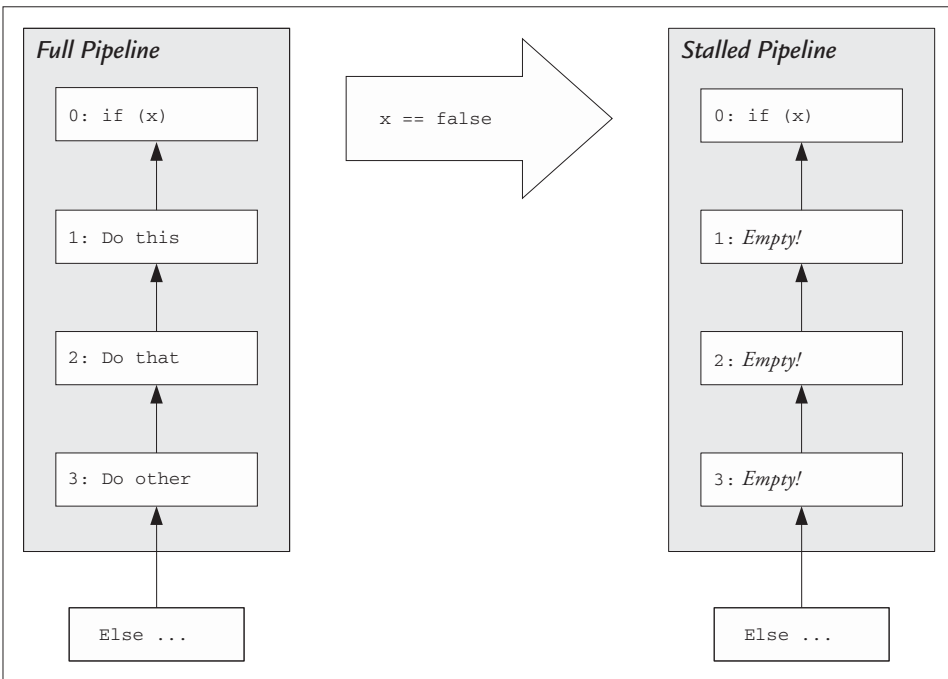 Full Pipeline
0: if (x)
1: Do this
2: Do that
3: Do other
Else ...
x == false
Stalled Pipeline
0: if (x)
1: Empty!
2: Empty!
3: Empty!
Else ...